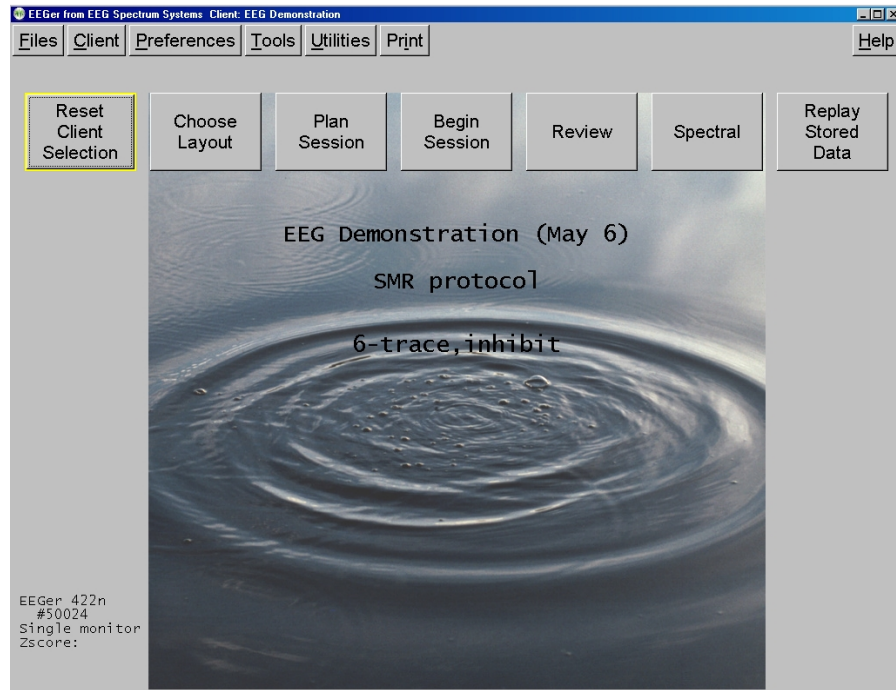 EEGer from EEG Spectrum Systems Client: EEG Demonstration
Files Client Preferences Tools Utilities Print Help
Reset Client Selection
Choose Layout
Plan Session
Begin Session
Review
Spectral
Replay Stored Data
EEG Demonstration (May 6)
SMR protocol
6-trace,inhibit
EEGer 422n
#50024
Single monitor
Zscore: